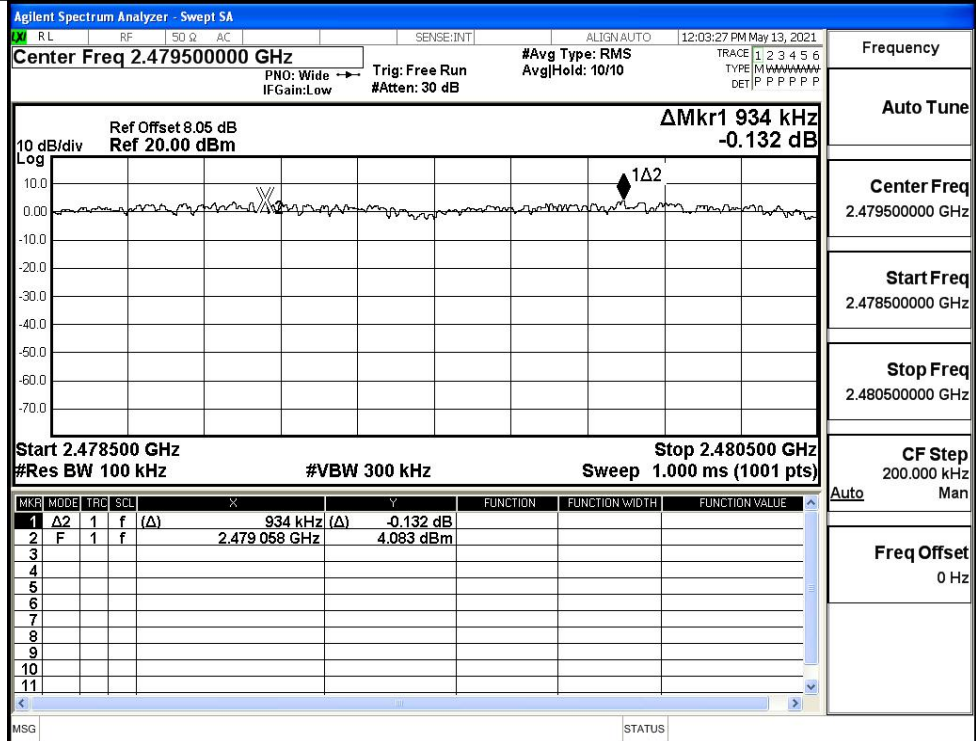 Agilent Spectrum Analyzer - Swept SA
LXI RL RF 50 Ω AC SENSE:INT ALIGN AUTO 12:03:27 PM May 13, 2021
Center Freq 2.479500000 GHz
PNO: Wide
IFGain:Low
Trig: Free Run
#Atten: 30 dB
#Avg Type: RMS
Avg|Hold: 10/10
TRACE 1 2 3 4 5 6
TYPE M WWWWW
DET P P P P P P
Ref Offset 8.05 dB
10 dB/div Ref 20.00 dBm
Log
ΔMkr1 934 kHz
-0.132 dB
10.0
0.00
-10.0
-20.0
-30.0
-40.0
-50.0
-60.0
-70.0
1Δ2
X2
Start 2.478500 GHz Stop 2.480500 GHz
#Res BW 100 kHz #VBW 300 kHz Sweep 1.000 ms (1001 pts)
MKR MODE TRC SCL X Y FUNCTION FUNCTION WIDTH FUNCTION VALUE
1 Δ2 1 f (Δ) 934 kHz (Δ) -0.132 dB
2 F 1 f 2.479 058 GHz 4.083 dBm
3
4
5
6
7
8
9
10
11
MSG STATUS
Frequency
Auto Tune
Center Freq
2.479500000 GHz
Start Freq
2.478500000 GHz
Stop Freq
2.480500000 GHz
CF Step
200.000 kHz
Auto Man
Freq Offset
0 Hz